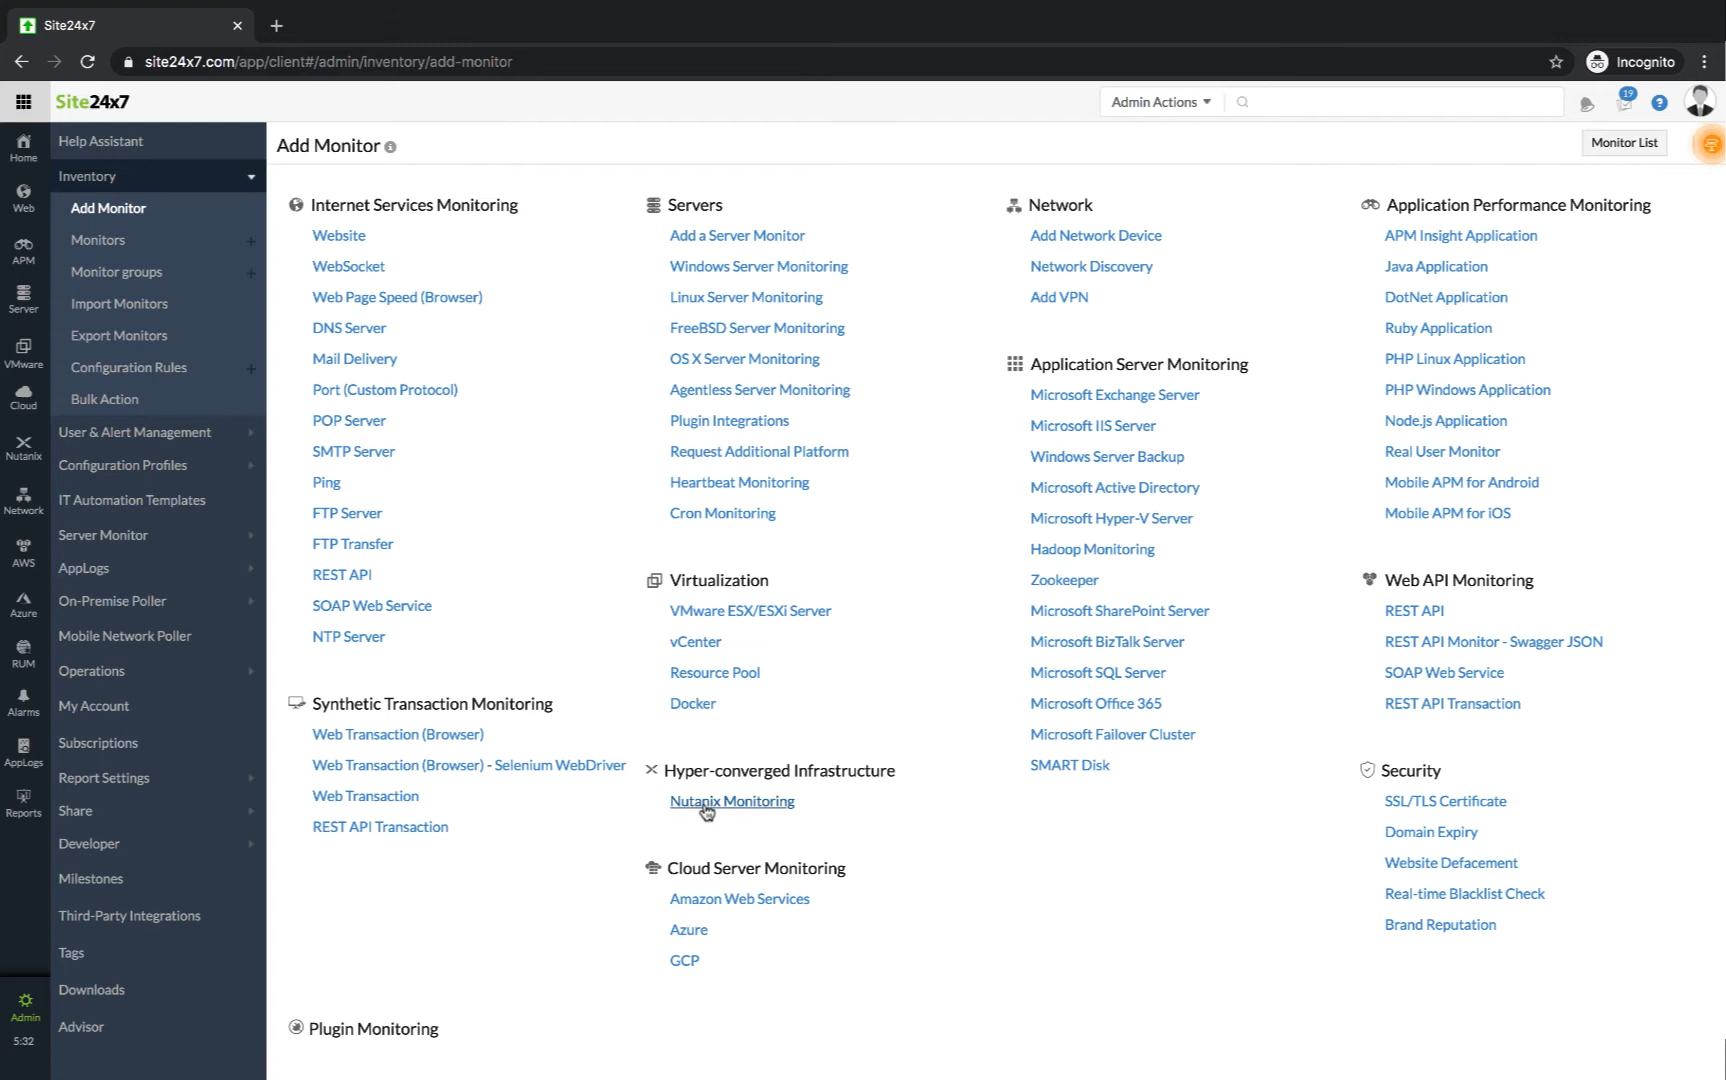 Site24x7
site24x7.com/app/client#/admin/inventory/add-monitor
Incognito
Site24x7
Admin Actions
19
?
Home
Web
APM
Server
VMware
Cloud
Nutanix
Network
AWS
Azure
RUM
Alarms
AppLogs
Reports
Admin
5:32
Help Assistant
Inventory
Add Monitor
Monitors
Monitor groups
Import Monitors
Export Monitors
Configuration Rules
Bulk Action
User & Alert Management
Configuration Profiles
IT Automation Templates
Server Monitor
AppLogs
On-Premise Poller
Mobile Network Poller
Operations
My Account
Subscriptions
Report Settings
Share
Developer
Milestones
Third-Party Integrations
Tags
Downloads
Advisor
Add Monitor
Monitor List
Internet Services Monitoring
Website
WebSocket
Web Page Speed (Browser)
DNS Server
Mail Delivery
Port (Custom Protocol)
POP Server
SMTP Server
Ping
FTP Server
FTP Transfer
REST API
SOAP Web Service
NTP Server
Synthetic Transaction Monitoring
Web Transaction (Browser)
Web Transaction (Browser) - Selenium WebDriver
Web Transaction
REST API Transaction
Plugin Monitoring
Servers
Add a Server Monitor
Windows Server Monitoring
Linux Server Monitoring
FreeBSD Server Monitoring
OS X Server Monitoring
Agentless Server Monitoring
Plugin Integrations
Request Additional Platform
Heartbeat Monitoring
Cron Monitoring
Virtualization
VMware ESX/ESXi Server
vCenter
Resource Pool
Docker
Hyper-converged Infrastructure
Nutanix Monitoring
Cloud Server Monitoring
Amazon Web Services
Azure
GCP
Network
Add Network Device
Network Discovery
Add VPN
Application Server Monitoring
Microsoft Exchange Server
Microsoft IIS Server
Windows Server Backup
Microsoft Active Directory
Microsoft Hyper-V Server
Hadoop Monitoring
Zookeeper
Microsoft SharePoint Server
Microsoft BizTalk Server
Microsoft SQL Server
Microsoft Office 365
Microsoft Failover Cluster
SMART Disk
Application Performance Monitoring
APM Insight Application
Java Application
DotNet Application
Ruby Application
PHP Linux Application
PHP Windows Application
Node.js Application
Real User Monitor
Mobile APM for Android
Mobile APM for iOS
Web API Monitoring
REST API
REST API Monitor - Swagger JSON
SOAP Web Service
REST API Transaction
Security
SSL/TLS Certificate
Domain Expiry
Website Defacement
Real-time Blacklist Check
Brand Reputation